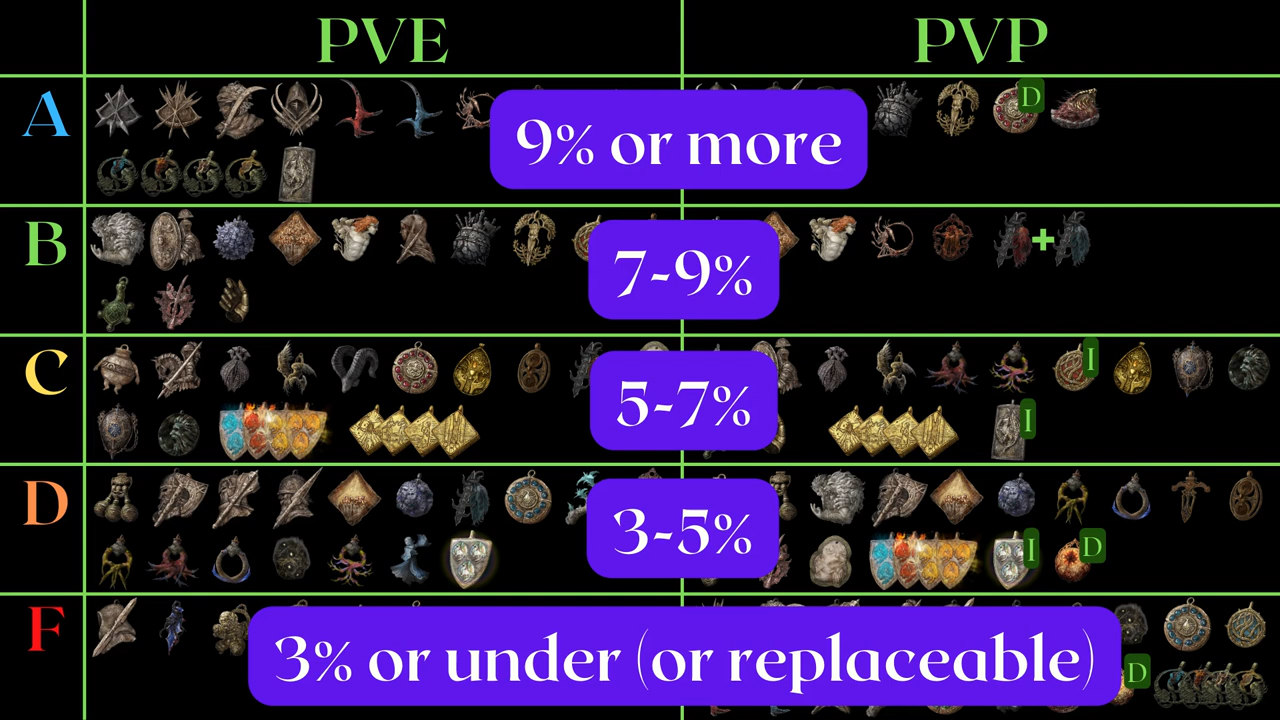 PVE PVP
A 9% or more D
B 7-9% +
C 5-7% I
I
D 3-5%
I D
F 3% or under (or replaceable)
D